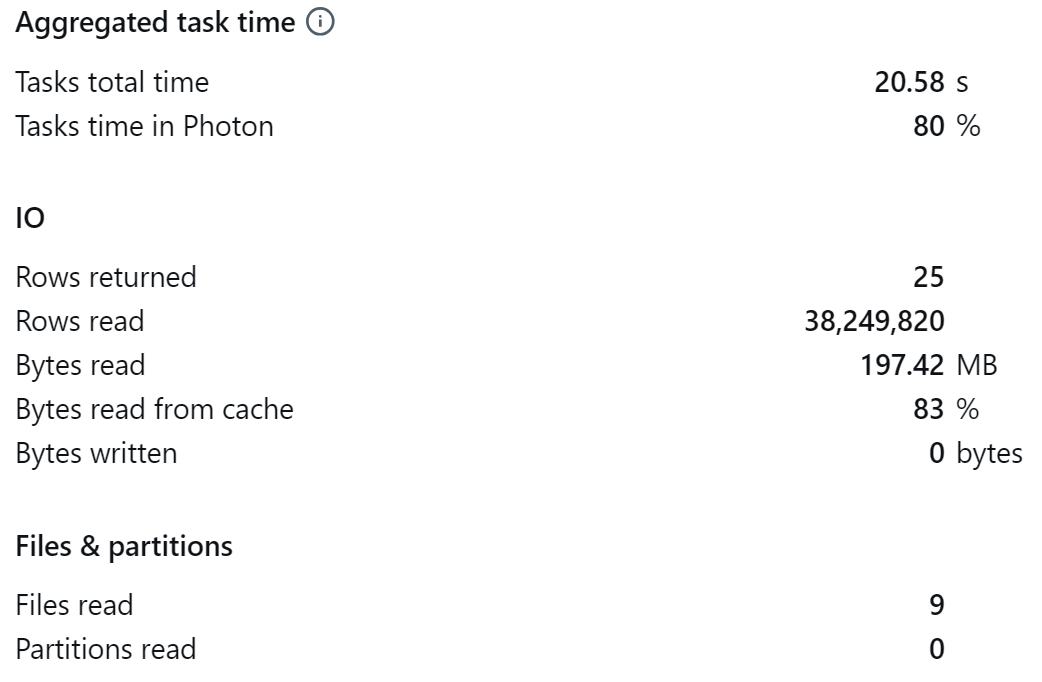 Aggregated task time
Tasks total time 20.58 s
Tasks time in Photon 80 %
IO
Rows returned 25
Rows read 38,249,820
Bytes read 197.42 MB
Bytes read from cache 83 %
Bytes written 0 bytes
Files & partitions
Files read 9
Partitions read 0